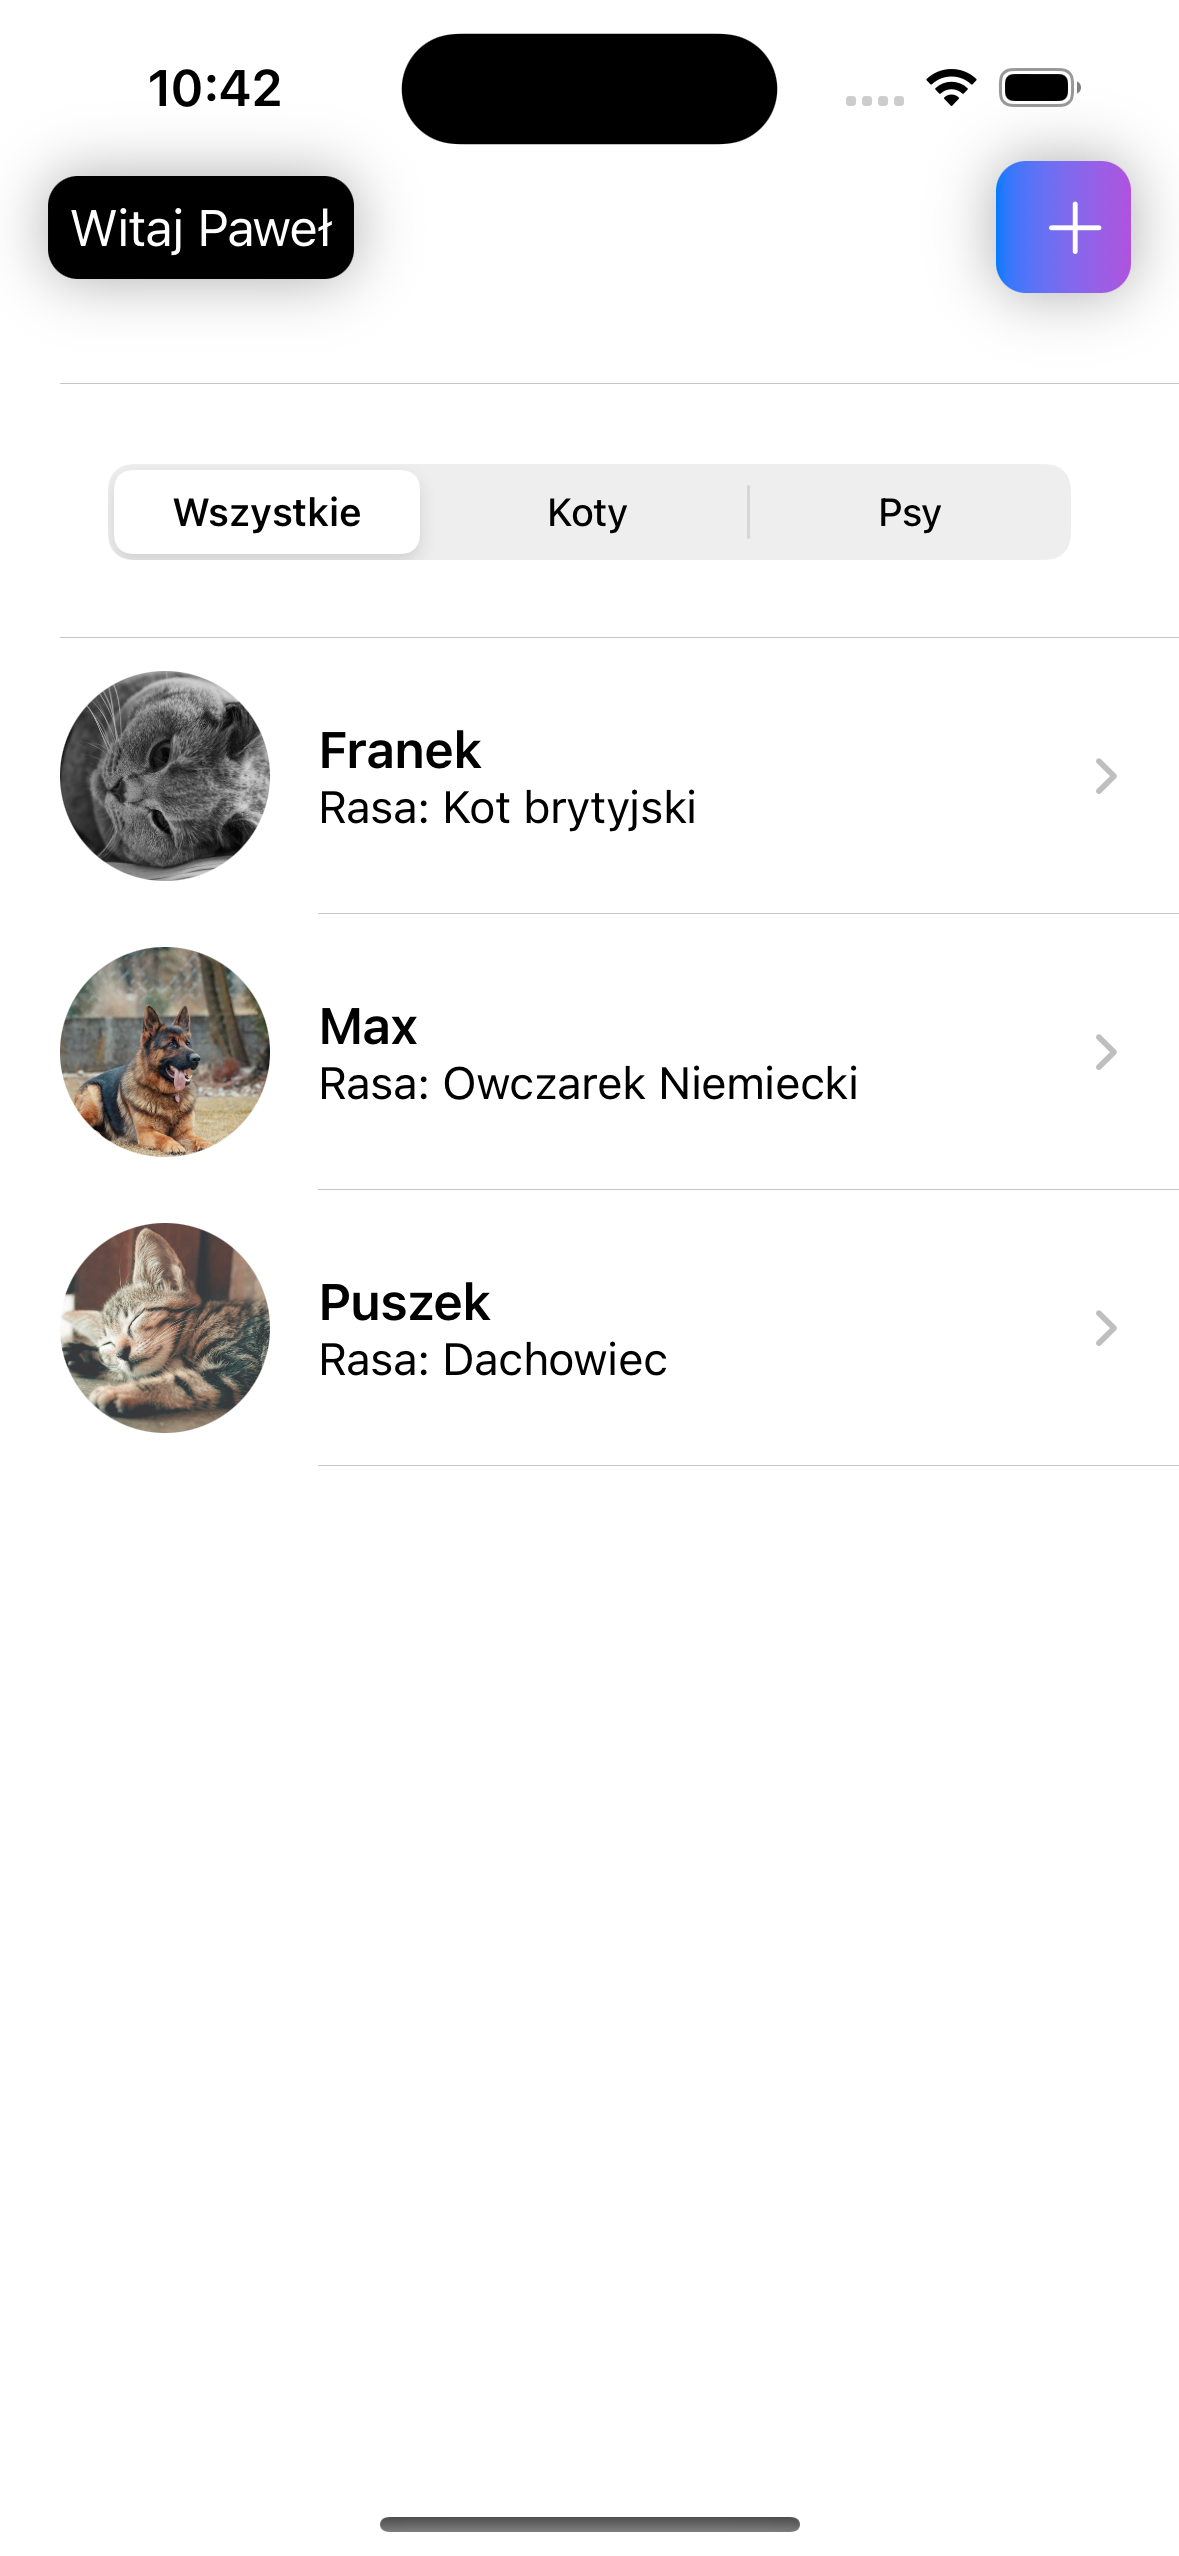 10:42
Witaj Paweł
Wszystkie
Koty
Psy
Franek
Rasa: Kot brytyjski
Max
Rasa: Owczarek Niemiecki
Puszek
Rasa: Dachowiec